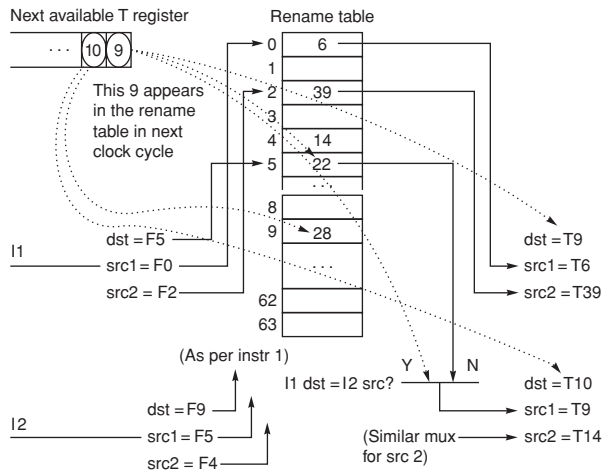 Next available T register
Rename table
· · ·
10
9
0
6
1
This 9 appears
in the rename
table in next
clock cycle
2
39
3
4
14
5
22
...
8
9
28
...
62
63
I1
dst = F5
src1 = F0
src2 = F2
dst = T9
src1 = T6
src2 = T39
(As per instr 1)
Y
N
I1 dst = I2 src?
dst = T10
src1 = T9
src2 = T14
(Similar mux
for src 2)
I2
dst = F9
src1 = F5
src2 = F4